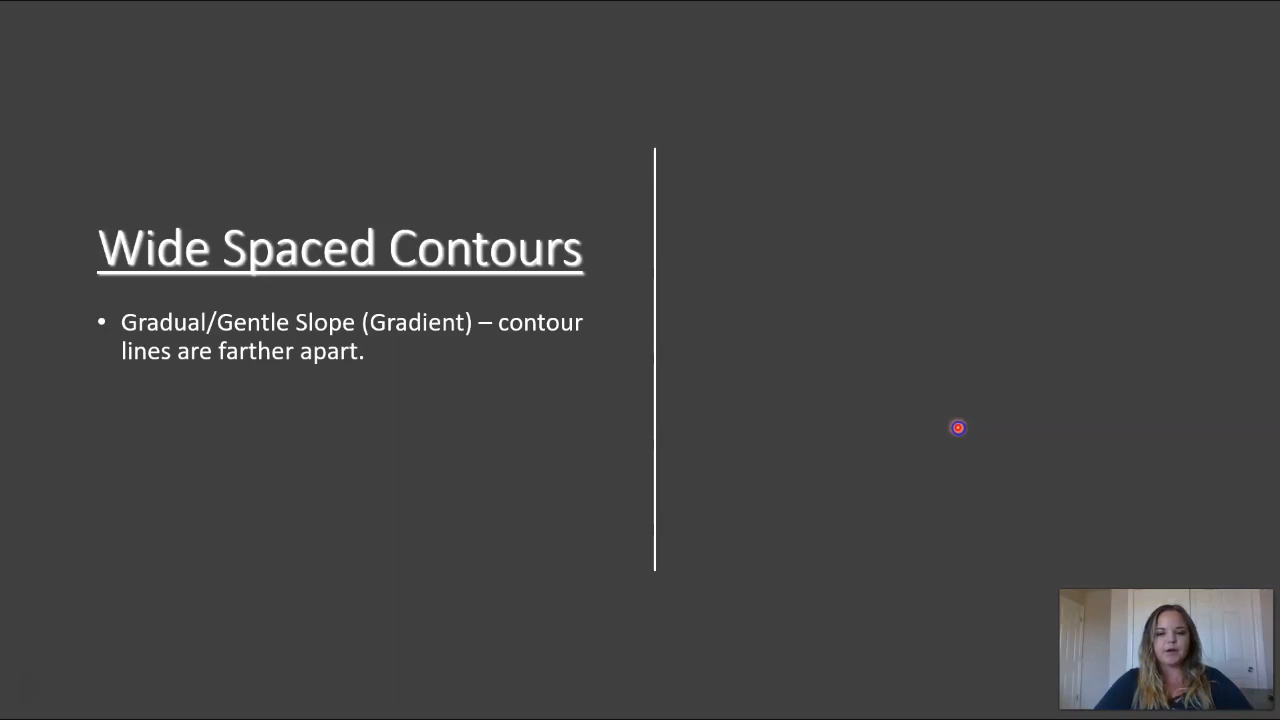 Wide Spaced Contours
• Gradual/Gentle Slope (Gradient) – contour
lines are farther apart.